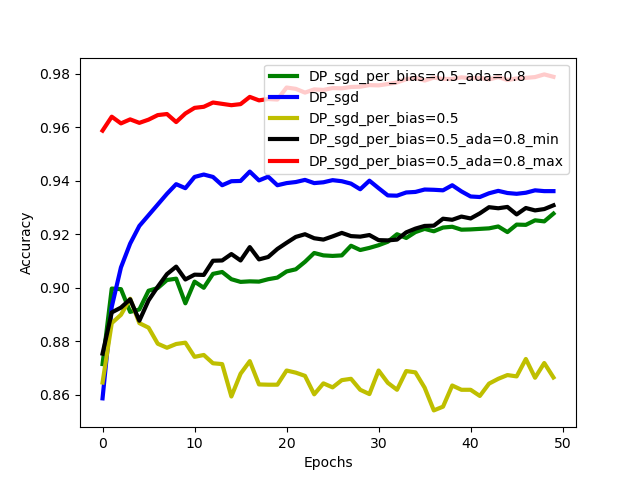 0.98
0.96
0.94
0.92
0.90
0.88
0.86
Accuracy
DP_sgd_per_bias=0.5_ada=0.8
DP_sgd
DP_sgd_per_bias=0.5
DP_sgd_per_bias=0.5_ada=0.8_min
DP_sgd_per_bias=0.5_ada=0.8_max
0 10 20 30 40 50
Epochs